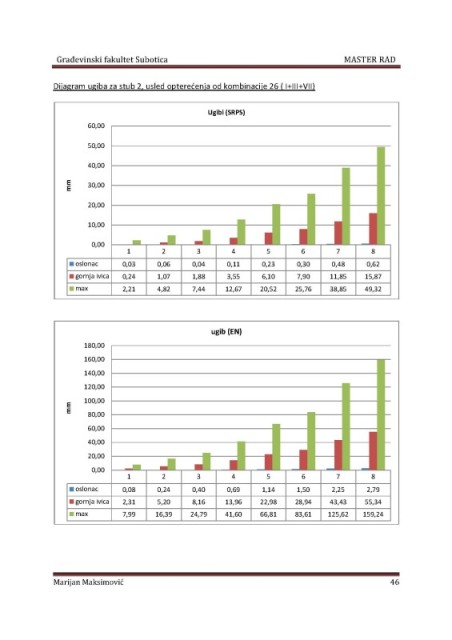 Građevinski fakultet Subotica MASTER RAD
Dijagram ugiba za stub 2, usled opterećenja od kombinacije 26 ( I+III+VII)
Ugibi (SRPS)
60,00
50,00
40,00
30,00
20,00
10,00
0,00
mm
1 2 3 4 5 6 7 8
oslonac 0,03 0,06 0,04 0,11 0,23 0,30 0,48 0,62
gornja ivica 0,24 1,07 1,88 3,55 6,10 7,90 11,85 15,87
max 2,21 4,82 7,44 12,67 20,52 25,76 38,85 49,32
ugib (EN)
180,00
160,00
140,00
120,00
100,00
80,00
60,00
40,00
20,00
0,00
mm
1 2 3 4 5 6 7 8
oslonac 0,08 0,24 0,40 0,69 1,14 1,50 2,25 2,79
gornja ivica 2,31 5,20 8,16 13,96 22,98 28,94 43,43 55,34
max 7,99 16,39 24,79 41,60 66,81 83,61 125,62 159,24
Marijan Maksimović 46